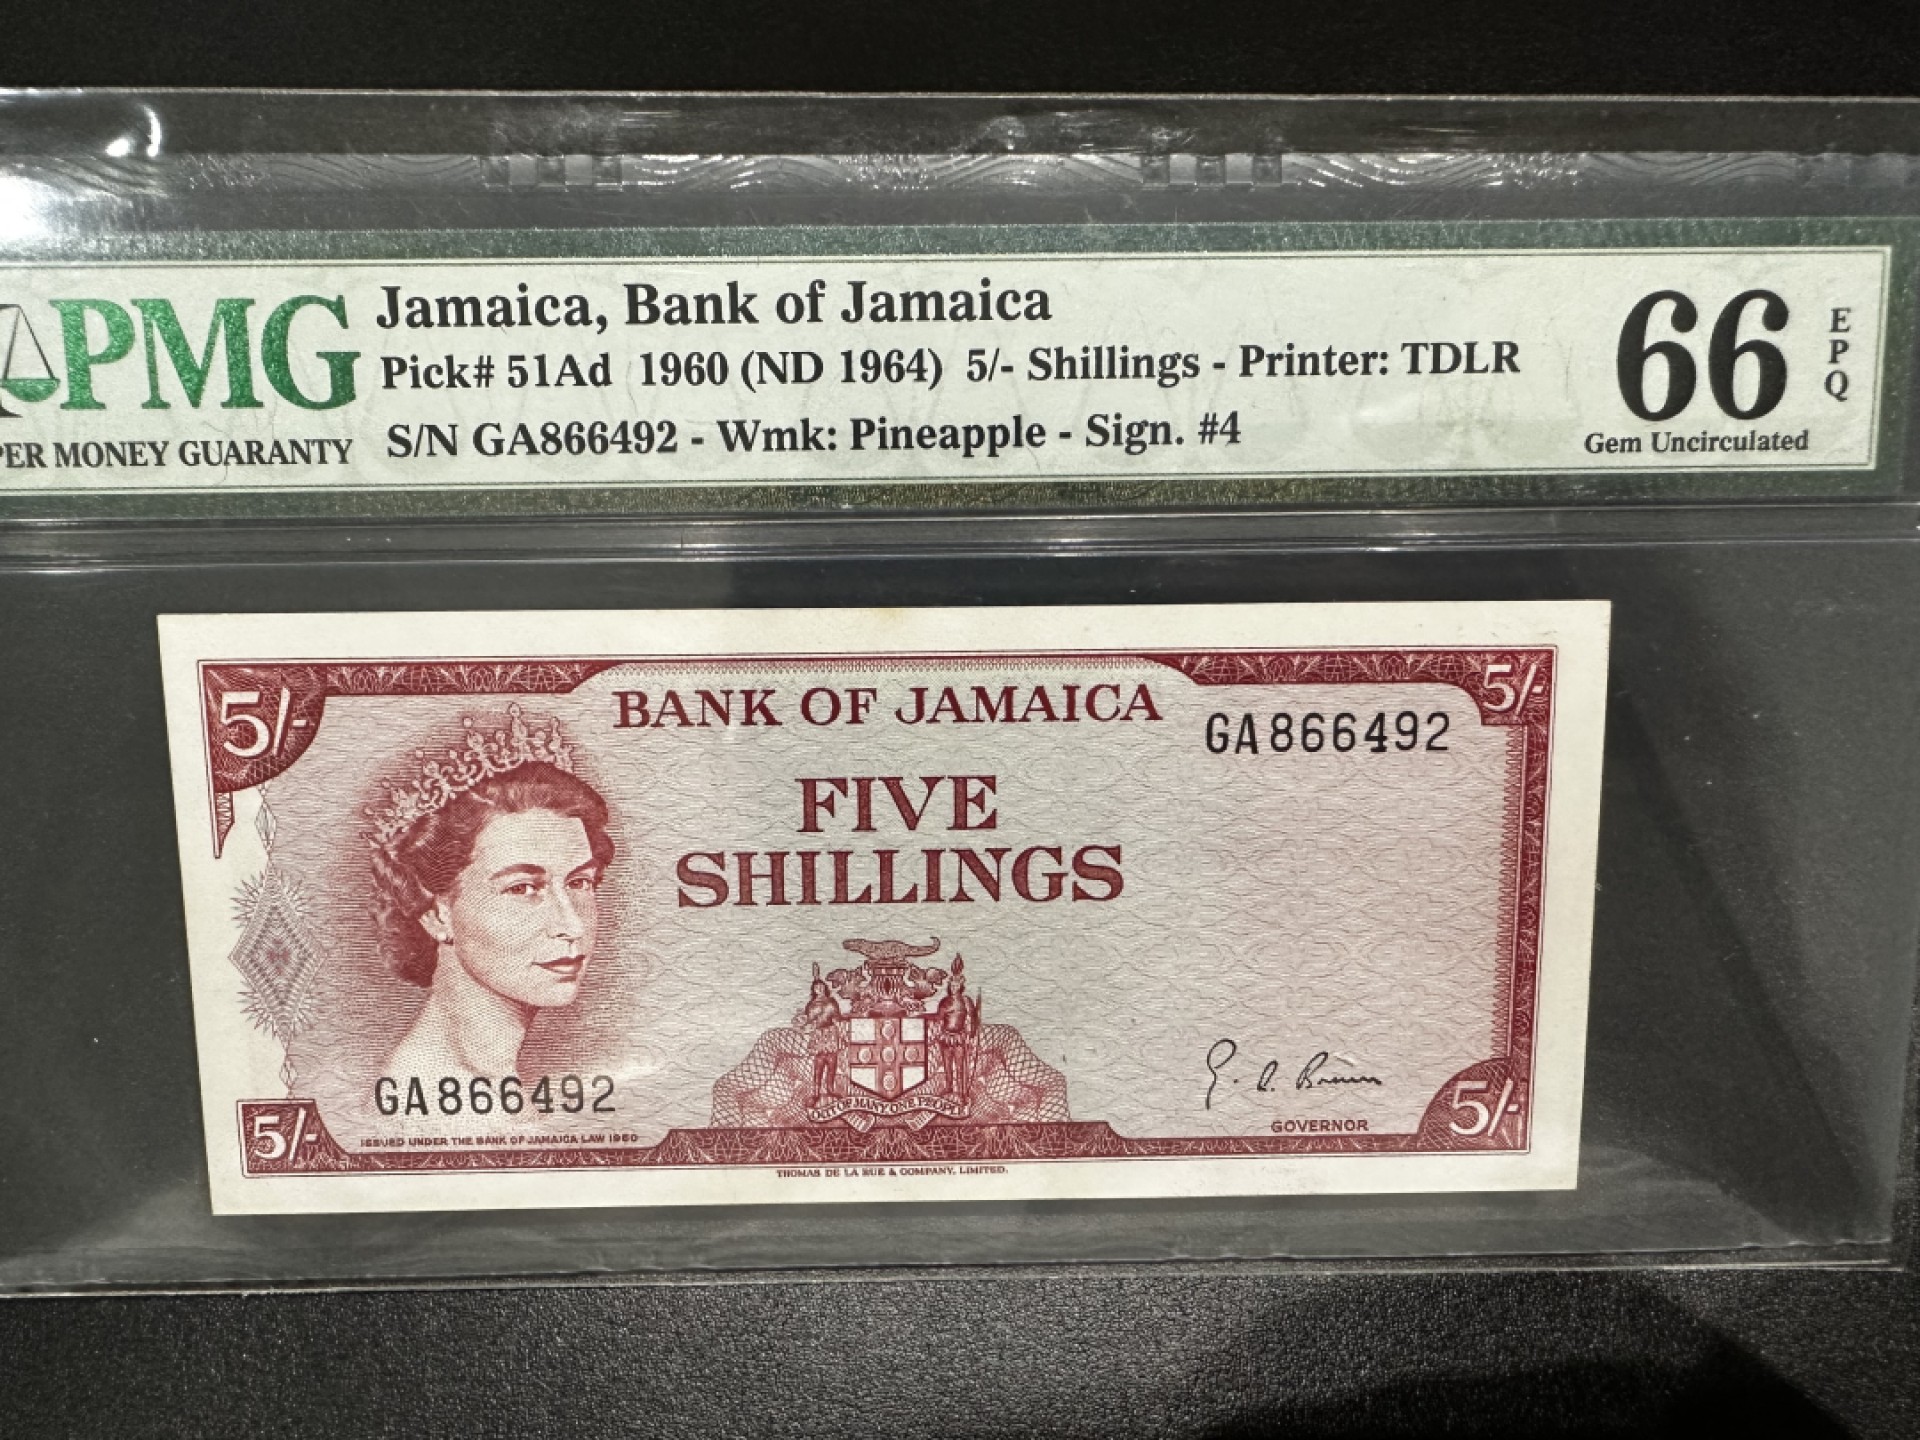 PMG
PER MONEY GUARANTY
Jamaica, Bank of Jamaica
Pick# 51Ad 1960 (ND 1964) 5/- Shillings - Printer: TDLR
S/N GA866492 - Wmk: Pineapple - Sign. #4
66
EPQ
Gem Uncirculated
5/-
BANK OF JAMAICA
5/-
GA866492
FIVE
SHILLINGS
OUT OF MANY ONE PEOPLE
GA866492
GOVERNOR
5/-
ISSUED UNDER THE BANK OF JAMAICA LAW 1960
5/-
THOMAS DE LA RUE & COMPANY, LIMITED.